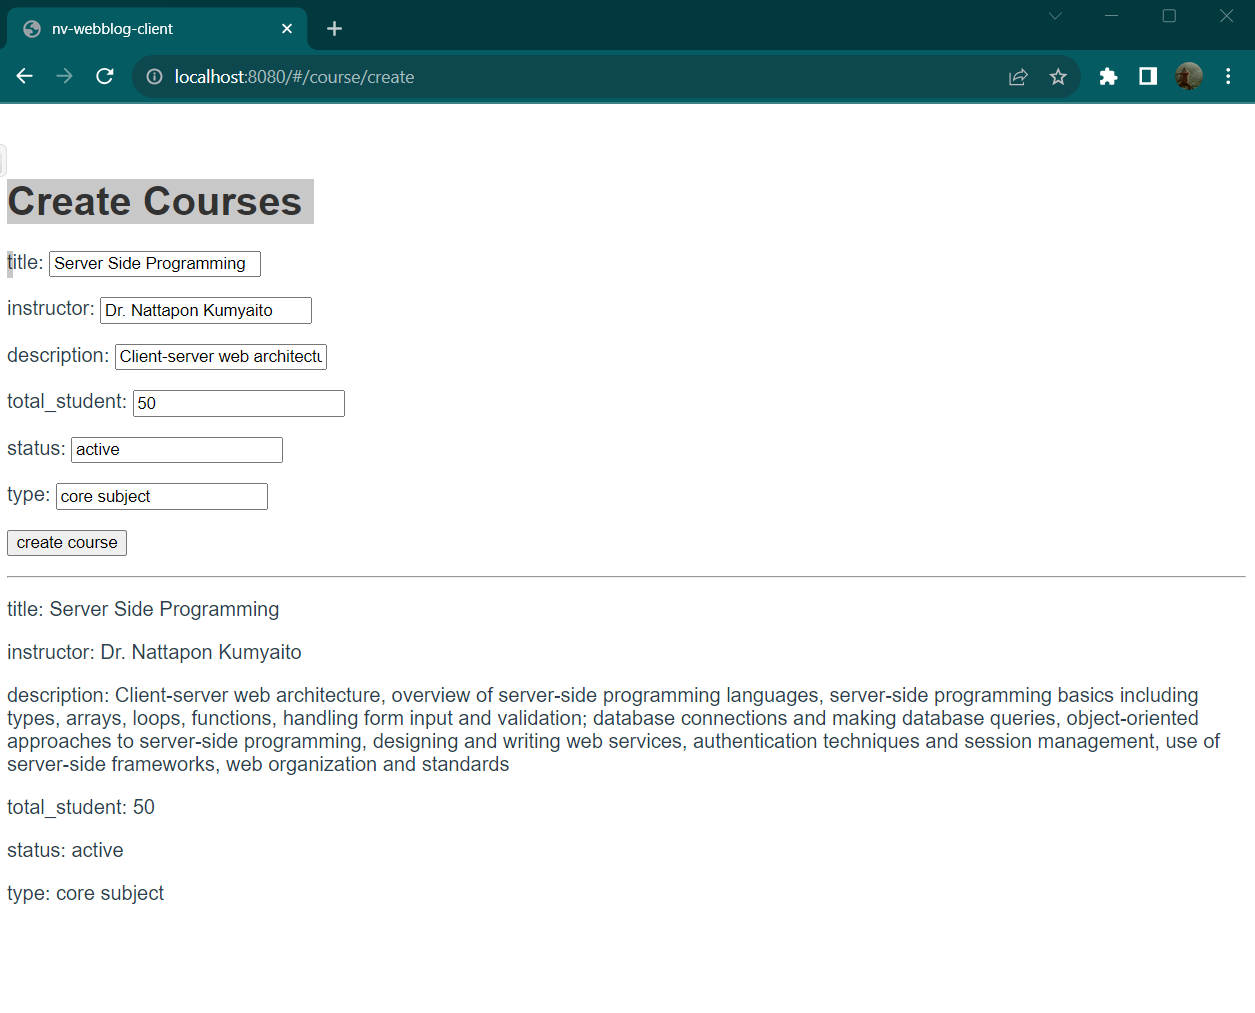 nv-webblog-client
localhost:8080/#/course/create
Create Courses
title: Server Side Programming
instructor: Dr. Nattapon Kumyaito
description: Client-server web architectu
total_student: 50
status: active
type: core subject
create course
title: Server Side Programming
instructor: Dr. Nattapon Kumyaito
description: Client-server web architecture, overview of server-side programming languages, server-side programming basics including
types, arrays, loops, functions, handling form input and validation; database connections and making database queries, object-oriented
approaches to server-side programming, designing and writing web services, authentication techniques and session management, use of
server-side frameworks, web organization and standards
total_student: 50
status: active
type: core subject